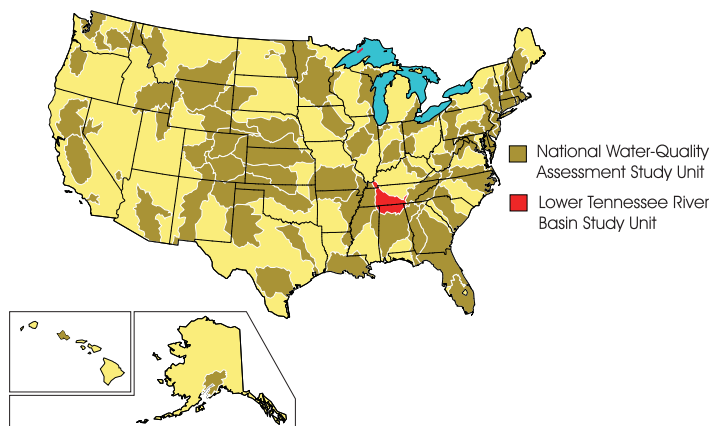 National Water-Quality
Assessment Study Unit
Lower Tennessee River
Basin Study Unit